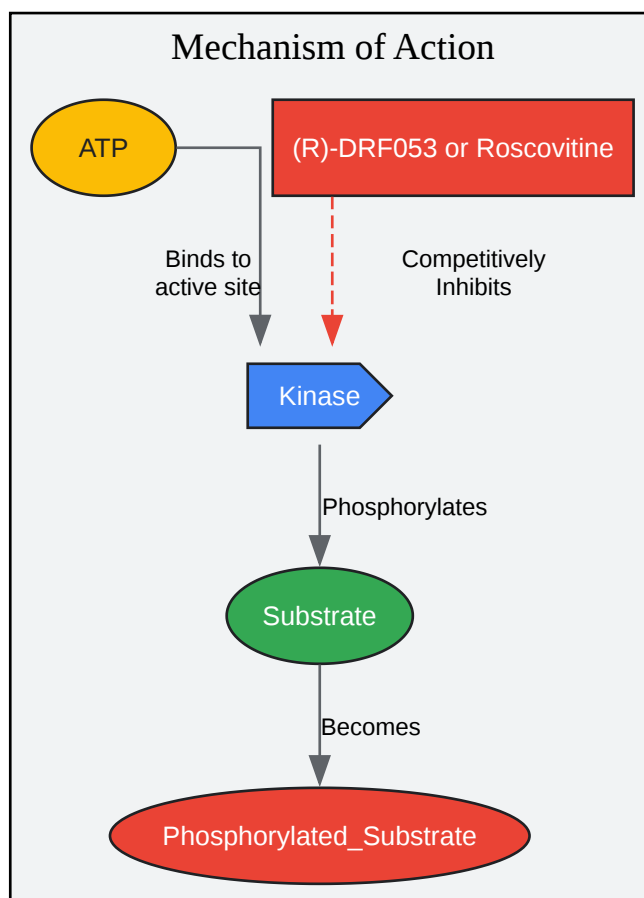 Mechanism of Action
ATP
(R)-DRF053 or Roscovitine
Binds to
active site
Competitively
Inhibits
Kinase
Phosphorylates
Substrate
Becomes
Phosphorylated_Substrate